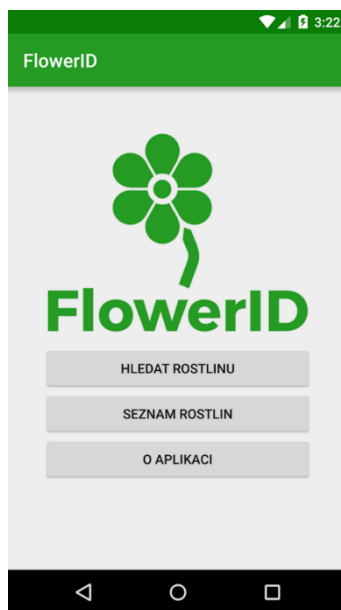 3:22
FlowerID
FlowerID
HLEDAT ROSTLINU
SEZNAM ROSTLIN
O APLIKACI